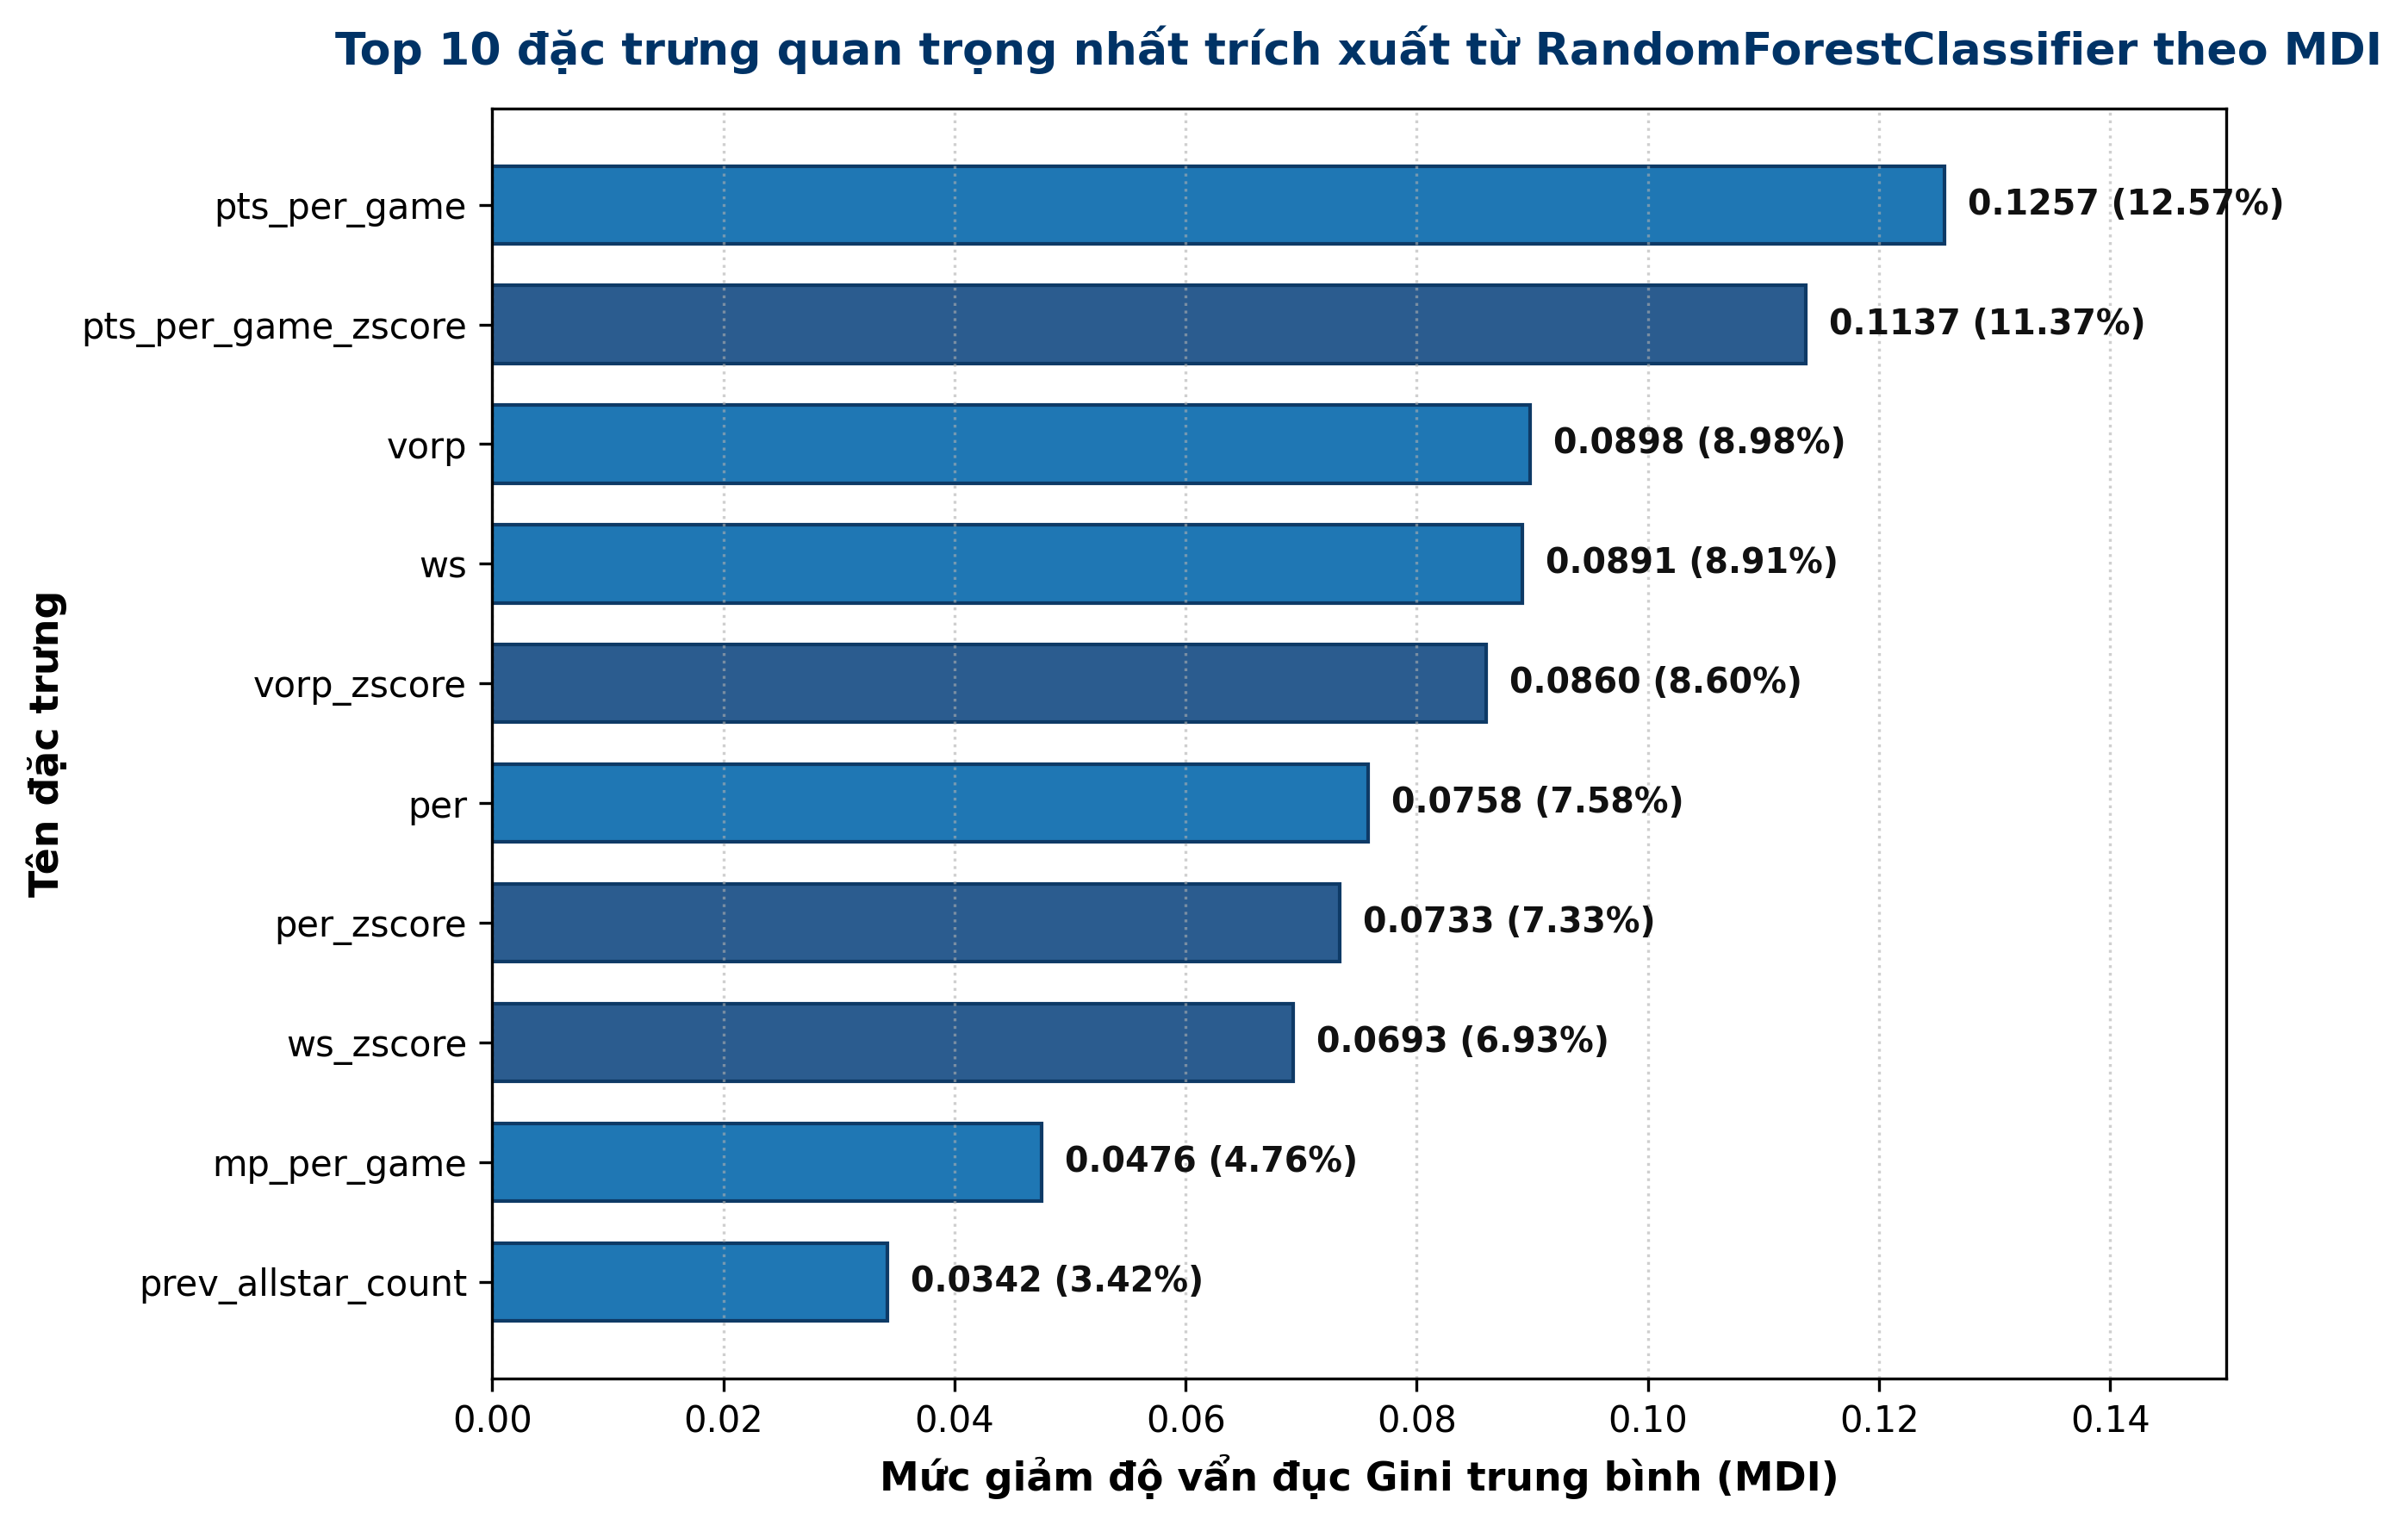 Top 10 đặc trưng quan trọng nhất trích xuất từ RandomForestClassifier theo MDI
pts_per_game
0.1257 (12.57%)
pts_per_game_zscore
0.1137 (11.37%)
vorp
0.0898 (8.98%)
ws
0.0891 (8.91%)
vorp_zscore
0.0860 (8.60%)
per
0.0758 (7.58%)
per_zscore
0.0733 (7.33%)
ws_zscore
0.0693 (6.93%)
mp_per_game
0.0476 (4.76%)
prev_allstar_count
0.0342 (3.42%)
Tên đặc trưng
0.00 0.02 0.04 0.06 0.08 0.10 0.12 0.14
Mức giảm độ vẩn đục Gini trung bình (MDI)